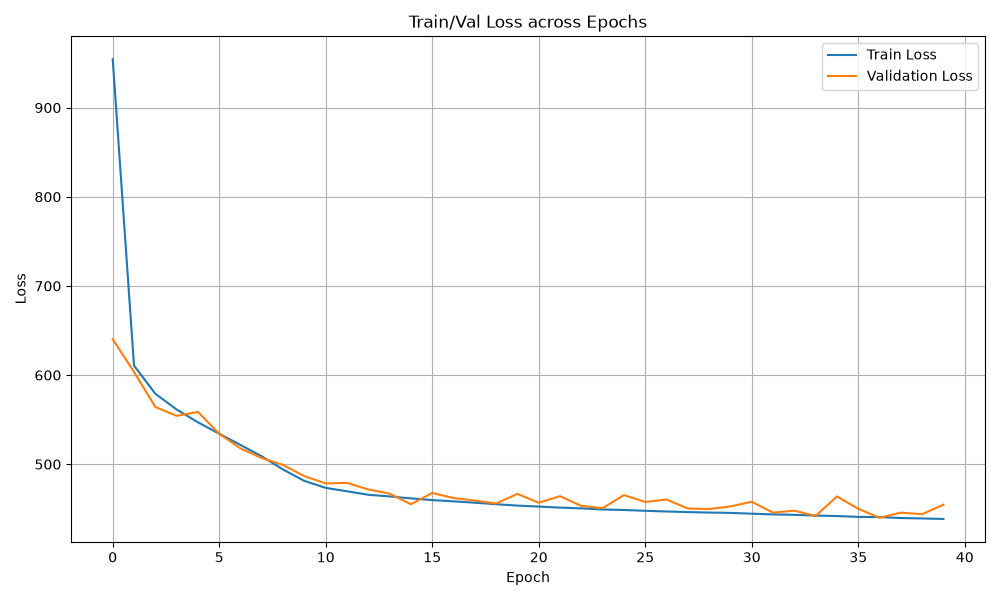 Train/Val Loss across Epochs
Train Loss
Validation Loss
Loss
900
800
700
600
500
0 5 10 15 20 25 30 35 40
Epoch